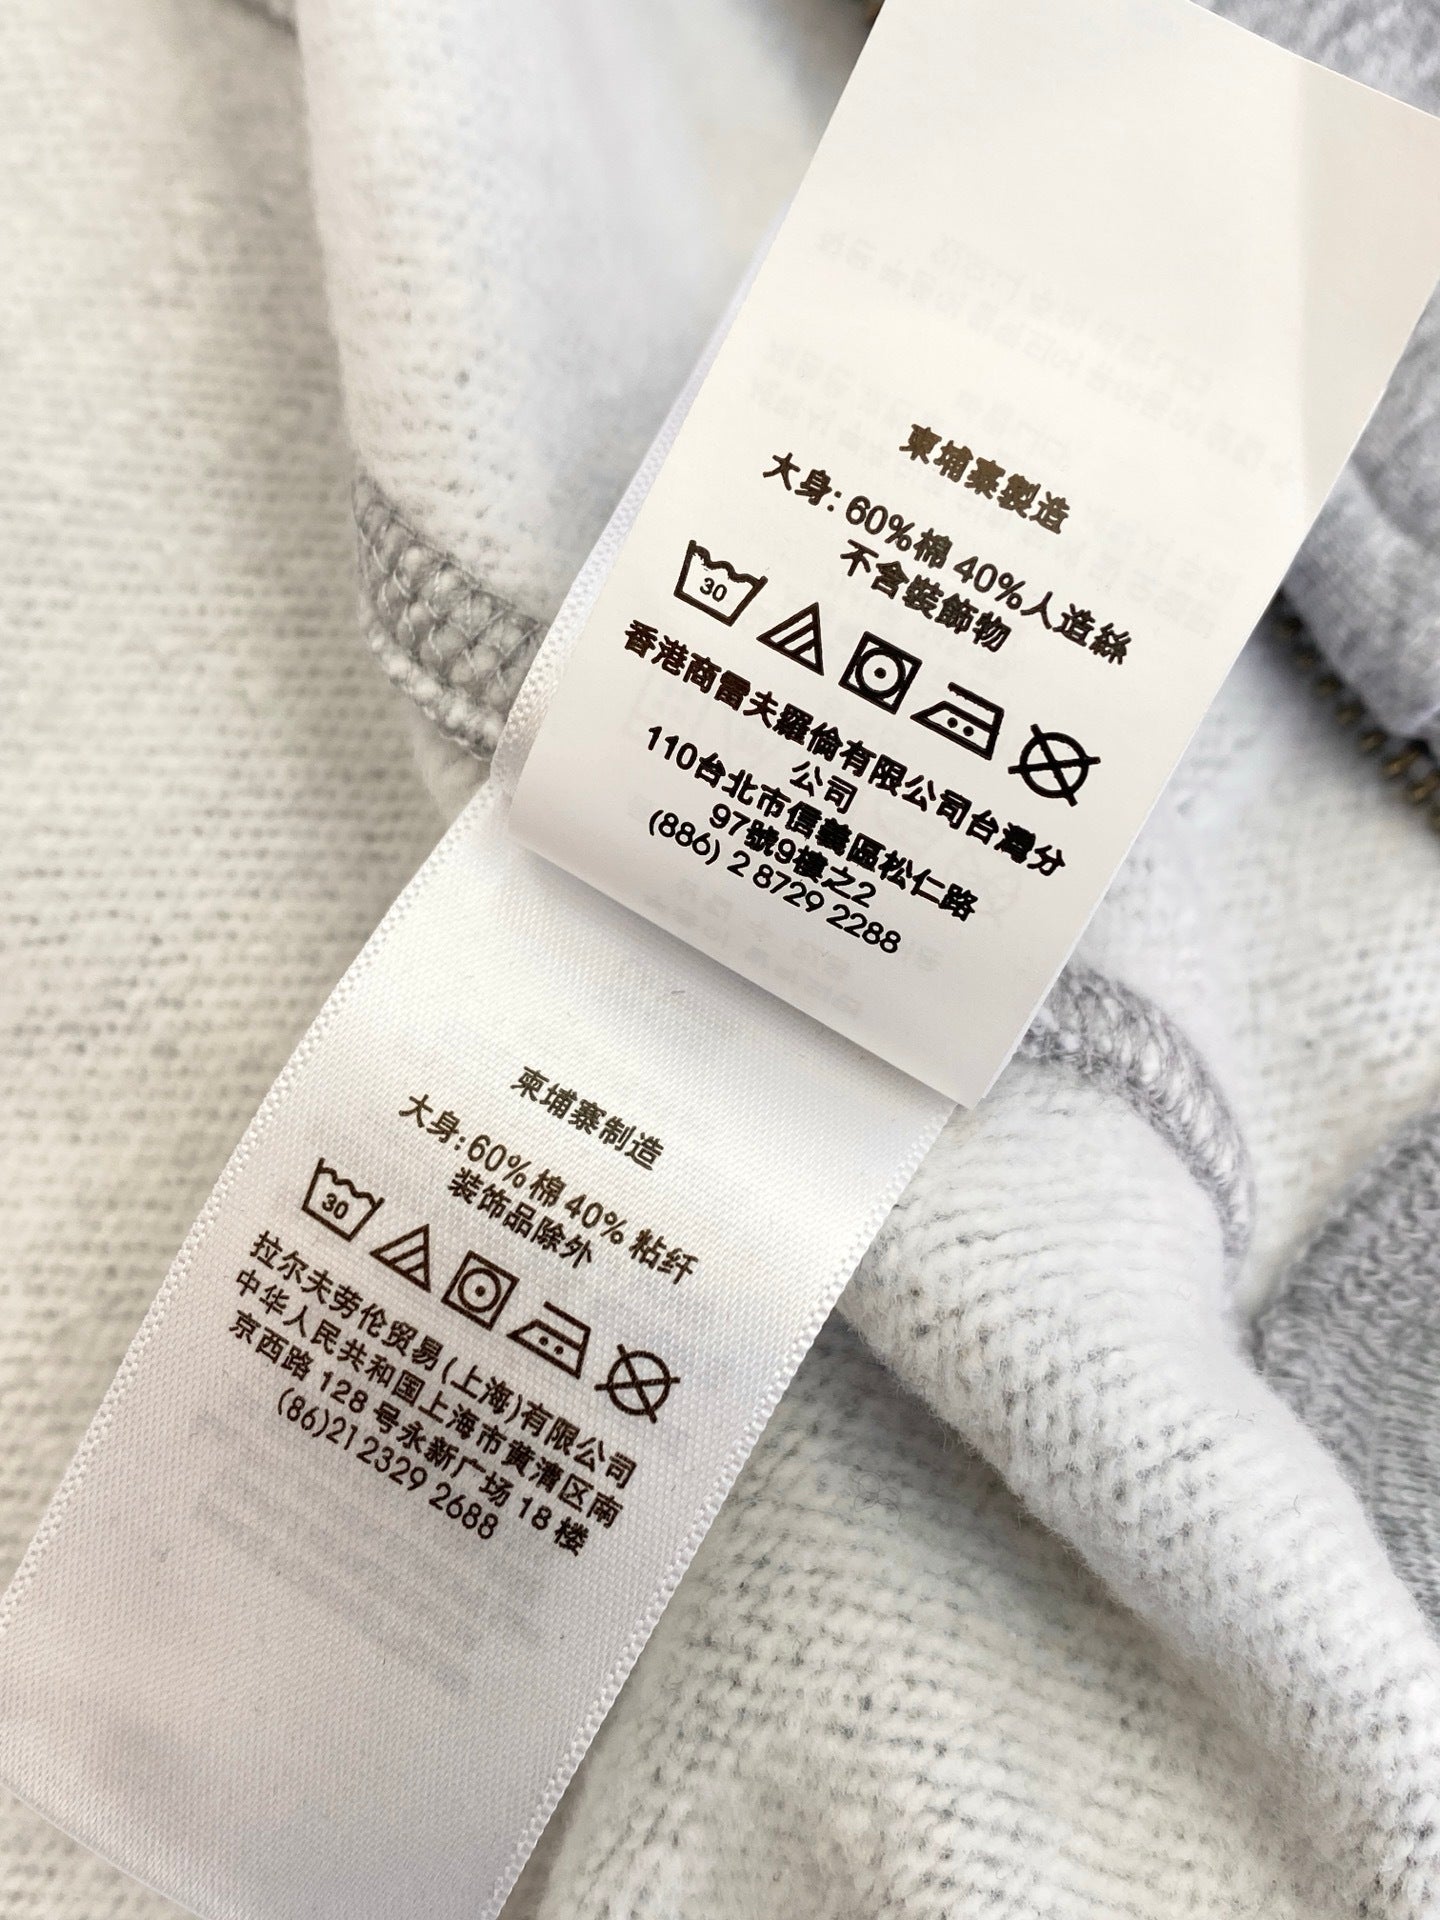 柬埔寨製造
大身: 60%棉 40%人造絲
不含裝飾物
30
香港商雷夫羅倫有限公司台灣分
公司
110台北市信義區松仁路
97號9樓之2
(886) 2 8729 2288
柬埔寨制造
大身: 60% 棉 40% 粘纤
装饰品除外
30
拉尔夫劳伦贸易(上海)有限公司
中华人民共和国上海市黄浦区南
京西路 128 号永新广场 18 楼
(86)21 2329 2688